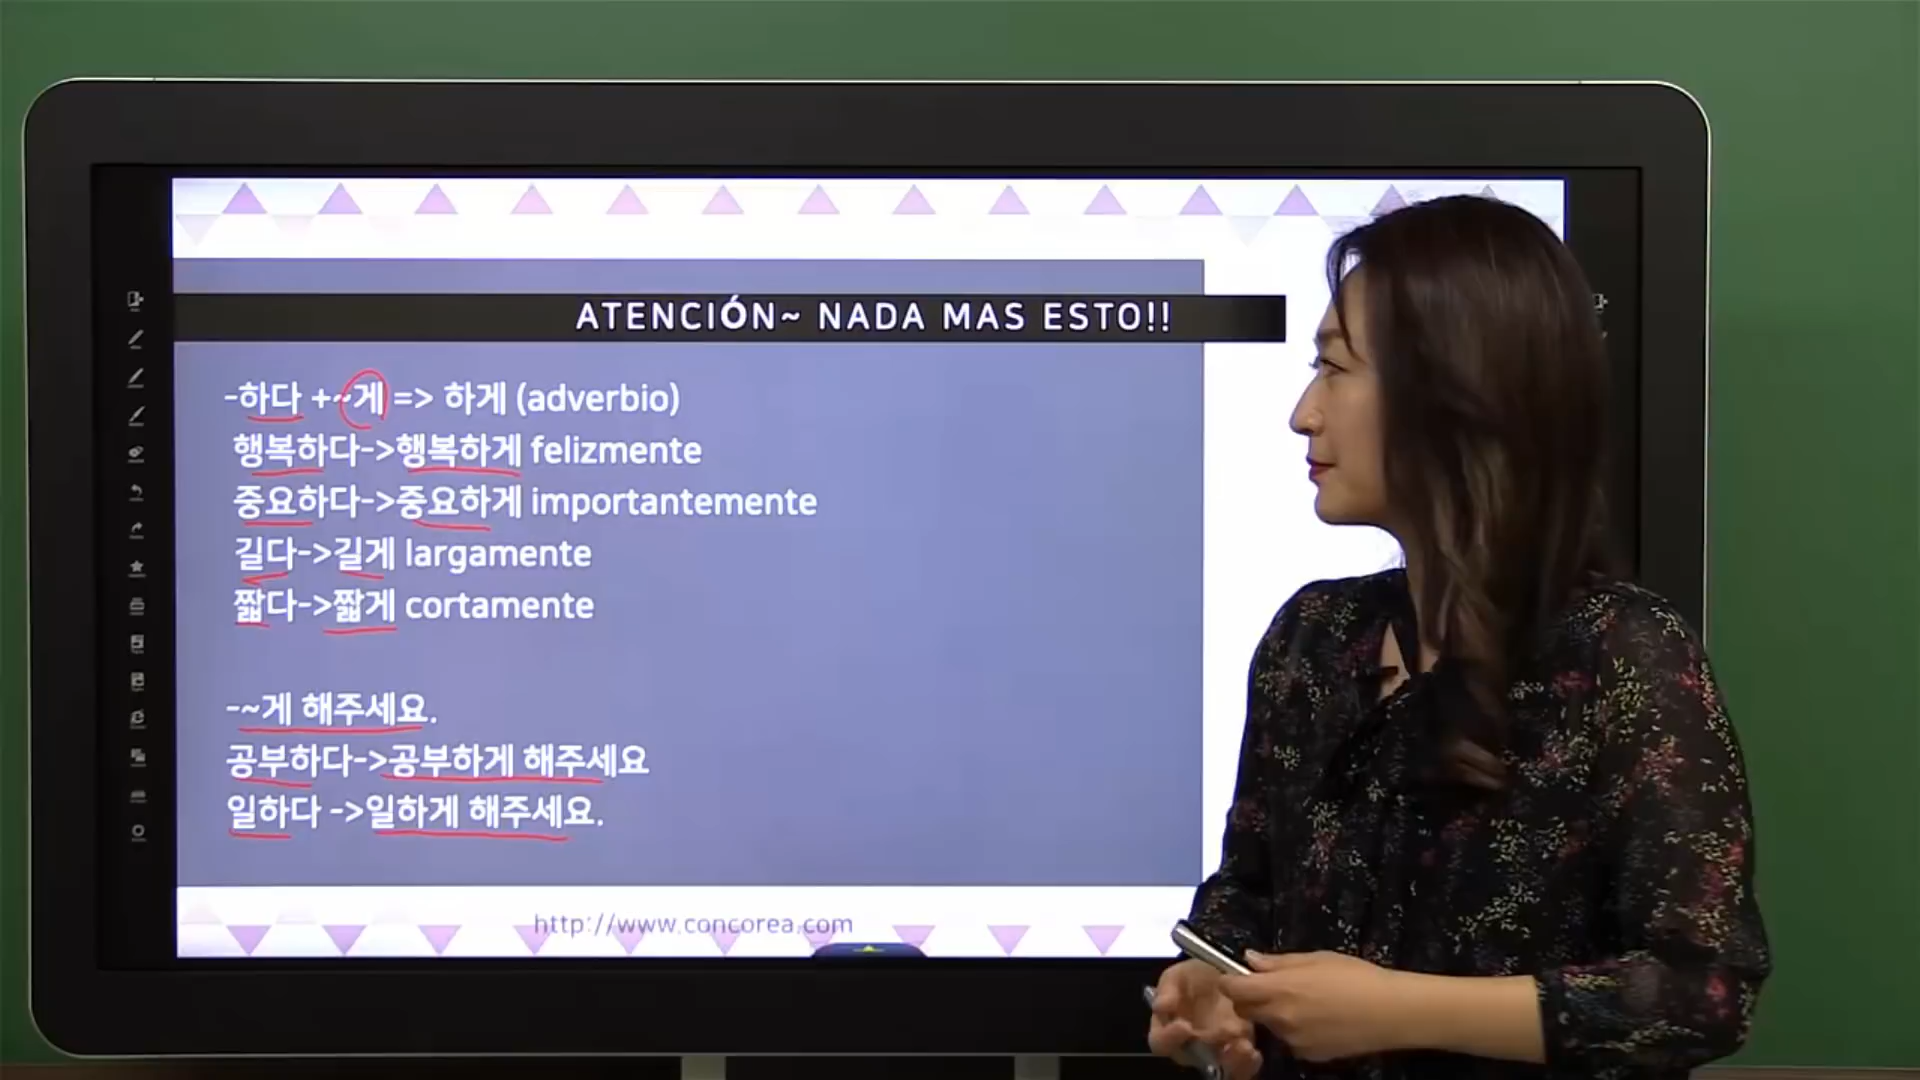 ATENCIÓN~ NADA MAS ESTO!!
-하다 +~게 => 하게 (adverbio)
행복하다->행복하게 felizmente
중요하다->중요하게 importantemente
길다->길게 largamente
짧다->짧게 cortamente
-~게 해주세요.
공부하다->공부하게 해주세요
일하다 ->일하게 해주세요.
http://www.concorea.com